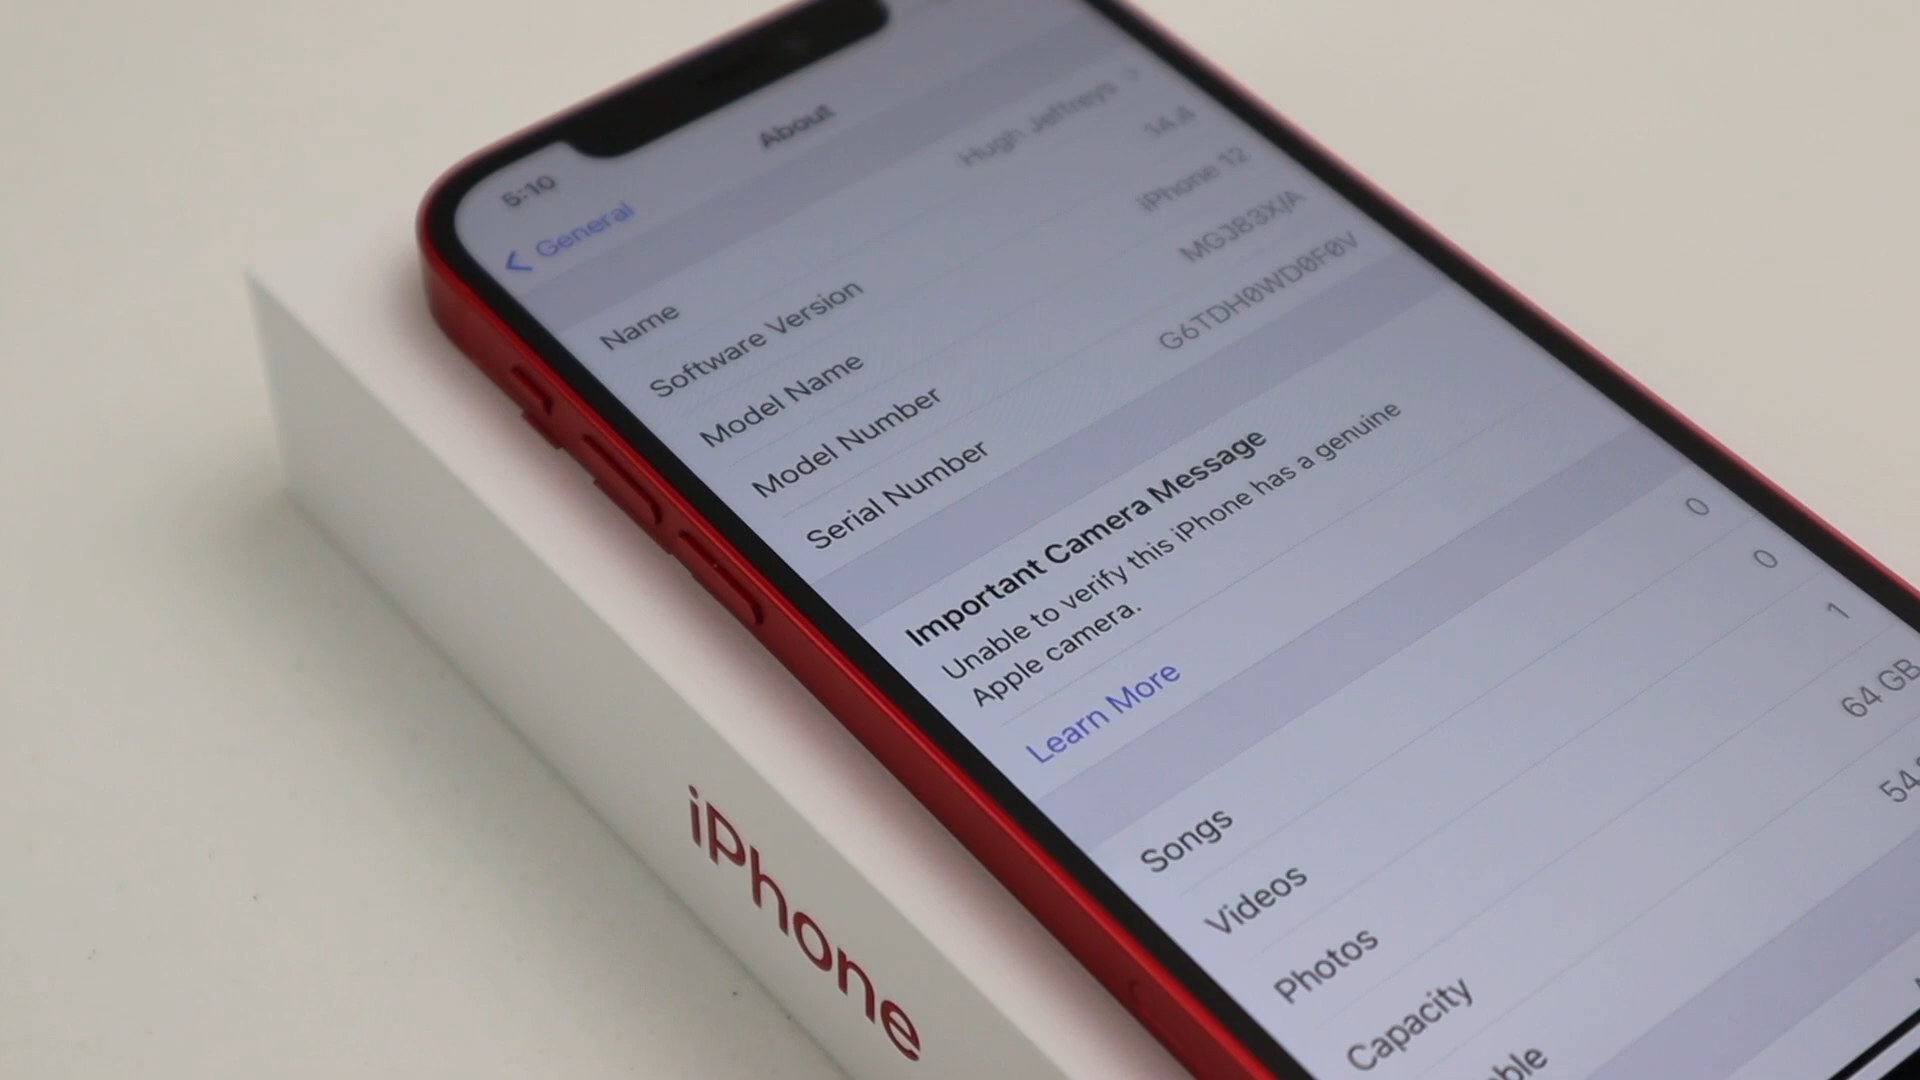 5:10
About
General
Name Hugh Jeffreys
Software Version 14.4
Model Name iPhone 12
Model Number MGJ83X/A
Serial Number G6TDH0WD0F0V
Important Camera Message
Unable to verify this iPhone has a genuine
Apple camera.
Learn More
Songs 0
Videos 0
Photos 1
Capacity 64 GB
iPhone